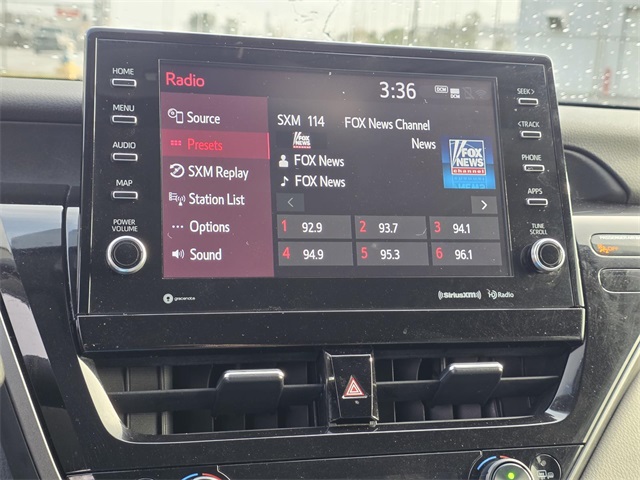 HOME
MENU
AUDIO
MAP
POWER
VOLUME
Radio
3:36
DCM
DCM
Source
Presets
SXM Replay
Station List
Options
Sound
SXM 114 FOX News Channel
FOX News
FOX News
News
FOX
NEWS
channel
1 92.9
2 93.7
3 94.1
4 94.9
5 95.3
6 96.1
SEEK>
<TRACK
PHONE
APPS
TUNE
SCROLL
gracenote
SiriusXM
HD Radio